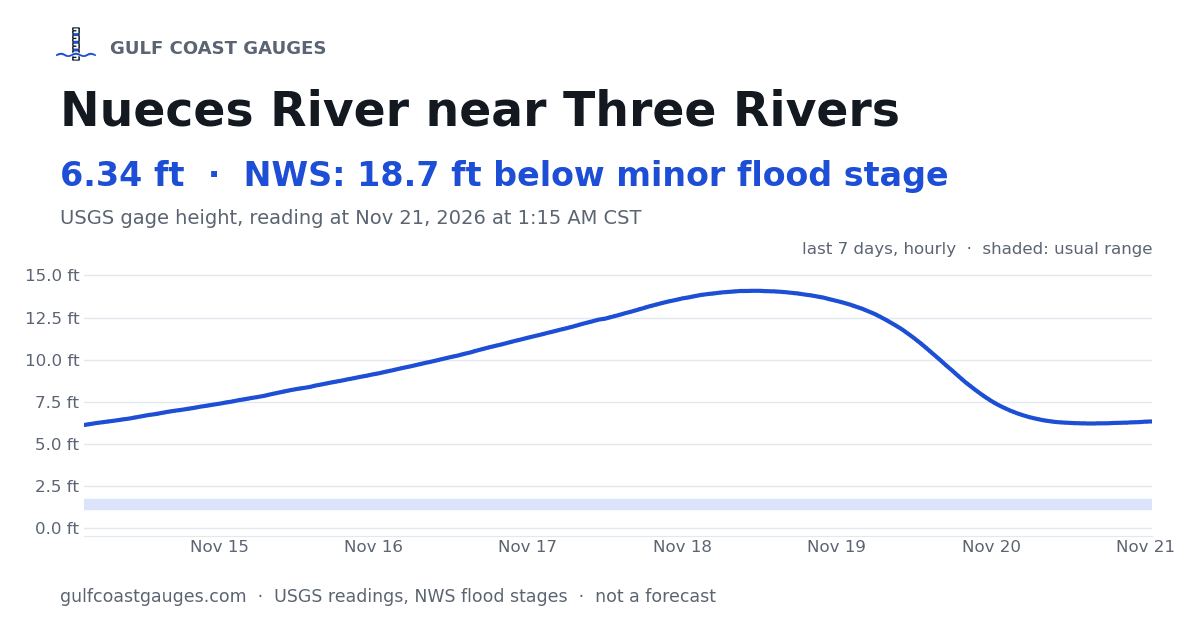 GULF COAST GAUGES
Nueces River near Three Rivers
6.34 ft · NWS: 18.7 ft below minor flood stage
USGS gage height, reading at Nov 21, 2026 at 1:15 AM CST
last 7 days, hourly · shaded: usual range
15.0 ft
12.5 ft
10.0 ft
7.5 ft
5.0 ft
2.5 ft
0.0 ft
Nov 15 Nov 16 Nov 17 Nov 18 Nov 19 Nov 20 Nov 21
gulfcoastgauges.com · USGS readings, NWS flood stages · not a forecast